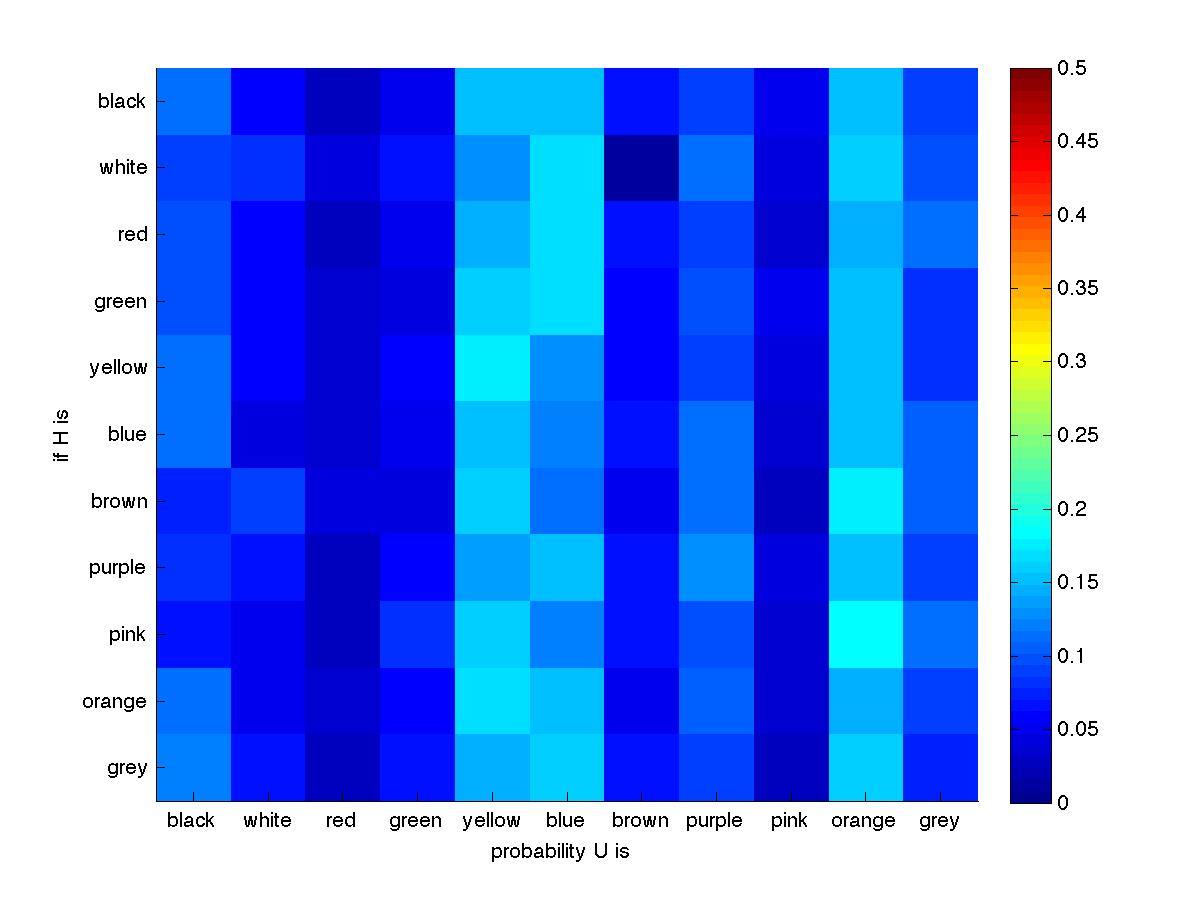 black
white
red
green
yellow
blue
brown
purple
pink
orange
grey
if H is
black white red green yellow blue brown purple pink orange grey
probability U is
0.5
0.45
0.4
0.35
0.3
0.25
0.2
0.15
0.1
0.05
0